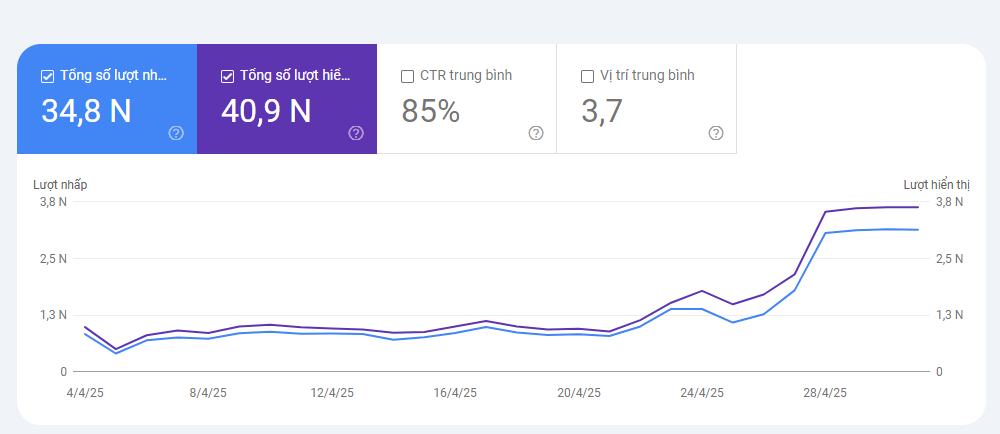 Tổng số lượt nh...
34,8 N
Tổng số lượt hiể...
40,9 N
CTR trung bình
85%
Vị trí trung bình
3,7
Lượt nhấp
Lượt hiển thị
3,8 N
3,8 N
2,5 N
2,5 N
1,3 N
1,3 N
0
0
4/4/25 8/4/25 12/4/25 16/4/25 20/4/25 24/4/25 28/4/25